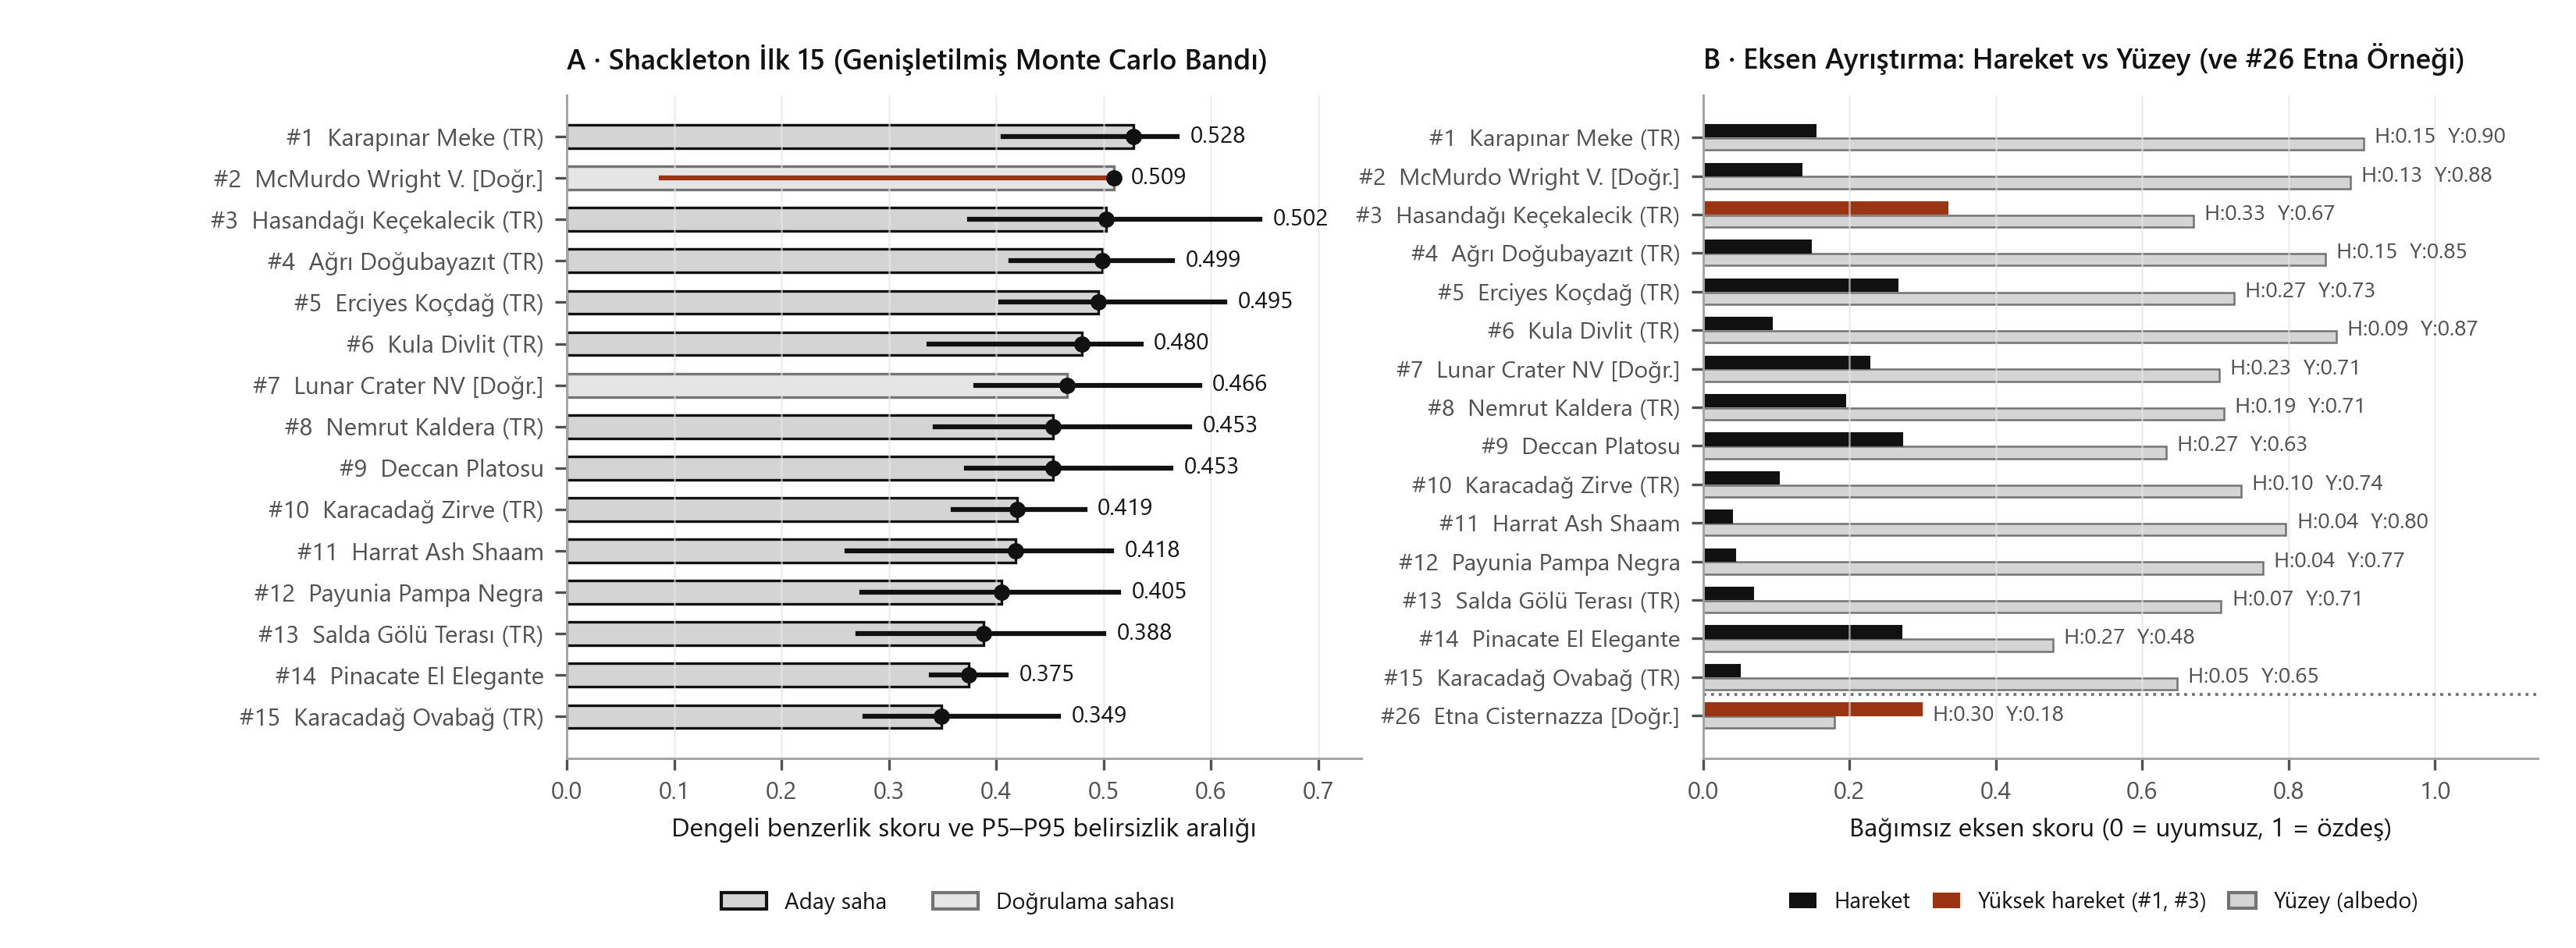 A · Shackleton İlk 15 (Genişletilmiş Monte Carlo Bandı)
#1 Karapınar Meke (TR) 0.528
#2 McMurdo Wright V. [Doğr.] 0.509
#3 Hasandağı Keçekalecik (TR) 0.502
#4 Ağrı Doğubayazıt (TR) 0.499
#5 Erciyes Koçdağ (TR) 0.495
#6 Kula Divlit (TR) 0.480
#7 Lunar Crater NV [Doğr.] 0.466
#8 Nemrut Kaldera (TR) 0.453
#9 Deccan Platosu 0.453
#10 Karacadağ Zirve (TR) 0.419
#11 Harrat Ash Shaam 0.418
#12 Payunia Pampa Negra 0.405
#13 Salda Gölü Terası (TR) 0.388
#14 Pinacate El Elegante 0.375
#15 Karacadağ Ovabağ (TR) 0.349
0.0 0.1 0.2 0.3 0.4 0.5 0.6 0.7
Dengeli benzerlik skoru ve P5–P95 belirsizlik aralığı
Aday saha Doğrulama sahası
B · Eksen Ayrıştırma: Hareket vs Yüzey (ve #26 Etna Örneği)
#1 Karapınar Meke (TR) H:0.15 Y:0.90
#2 McMurdo Wright V. [Doğr.] H:0.13 Y:0.88
#3 Hasandağı Keçekalecik (TR) H:0.33 Y:0.67
#4 Ağrı Doğubayazıt (TR) H:0.15 Y:0.85
#5 Erciyes Koçdağ (TR) H:0.27 Y:0.73
#6 Kula Divlit (TR) H:0.09 Y:0.87
#7 Lunar Crater NV [Doğr.] H:0.23 Y:0.71
#8 Nemrut Kaldera (TR) H:0.19 Y:0.71
#9 Deccan Platosu H:0.27 Y:0.63
#10 Karacadağ Zirve (TR) H:0.10 Y:0.74
#11 Harrat Ash Shaam H:0.04 Y:0.80
#12 Payunia Pampa Negra H:0.04 Y:0.77
#13 Salda Gölü Terası (TR) H:0.07 Y:0.71
#14 Pinacate El Elegante H:0.27 Y:0.48
#15 Karacadağ Ovabağ (TR) H:0.05 Y:0.65
#26 Etna Cisternazza [Doğr.] H:0.30 Y:0.18
0.0 0.2 0.4 0.6 0.8 1.0
Bağımsız eksen skoru (0 = uyumsuz, 1 = özdeş)
Hareket Yüksek hareket (#1, #3) Yüzey (albedo)